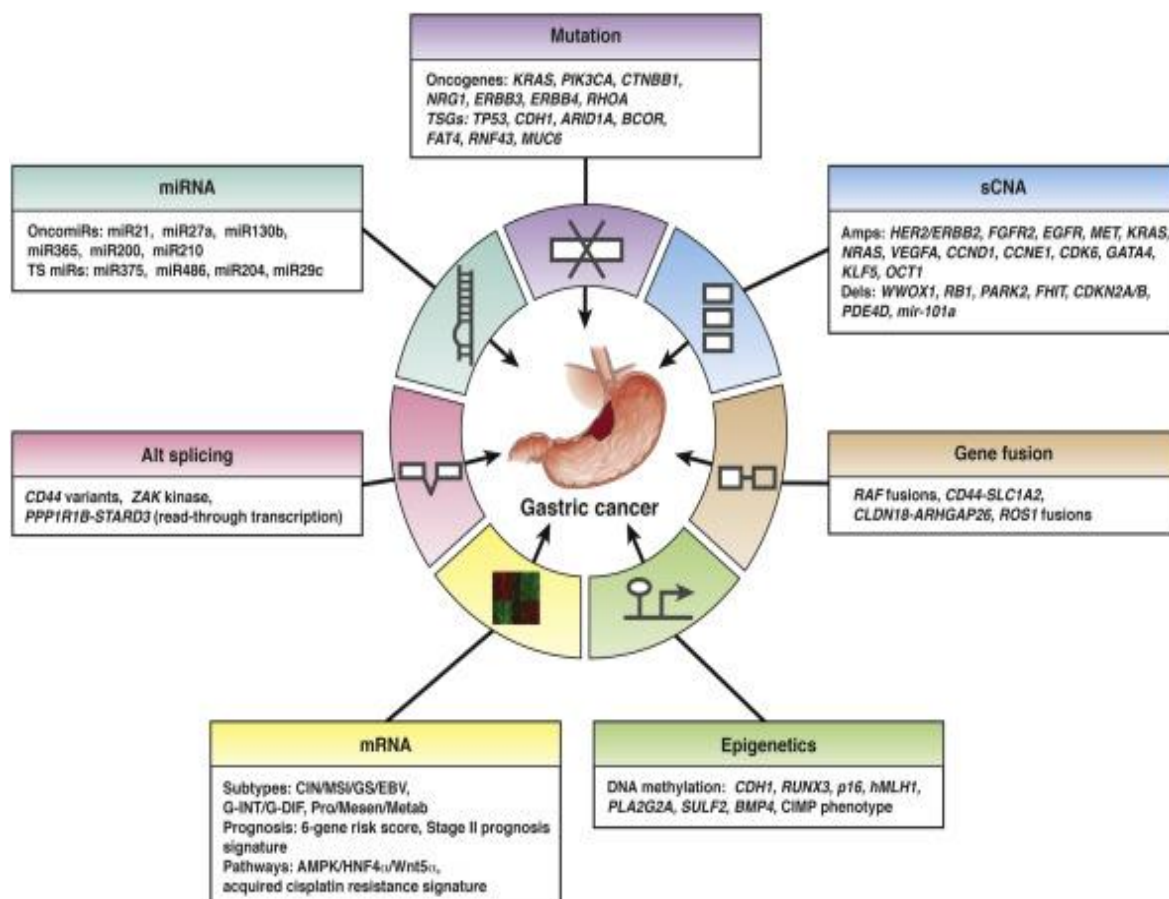 Mutation
Oncogenes: KRAS, PIK3CA, CTNBB1,
NRG1, ERBB3, ERBB4, RHOA
TSGs: TP53, CDH1, ARID1A, BCOR,
FAT4, RNF43, MUC6
miRNA
OncomiRs: miR21, miR27a, miR130b,
miR365, miR200, miR210
TS miRs: miR375, miR486, miR204, miR29c
sCNA
Amps: HER2/ERBB2, FGFR2, EGFR, MET, KRAS,
NRAS, VEGFA, CCND1, CCNE1, CDK6, GATA4,
KLF5, OCT1
Dels: WWOX1, RB1, PARK2, FHIT, CDKN2A/B,
PDE4D, mir-101a
Alt splicing
CD44 variants, ZAK kinase,
PPP1R1B-STARD3 (read-through transcription)
Gene fusion
RAF fusions, CD44-SLC1A2,
CLDN18-ARHGAP26, ROS1 fusions
Gastric cancer
mRNA
Subtypes: CIN/MSI/GS/EBV,
G-INT/G-DIF, Pro/Mesen/Metab
Prognosis: 6-gene risk score, Stage II prognosis
signature
Pathways: AMPK/HNF4α/Wnt5α,
acquired cisplatin resistance signature
Epigenetics
DNA methylation: CDH1, RUNX3, p16, hMLH1,
PLA2G2A, SULF2, BMP4, CIMP phenotype